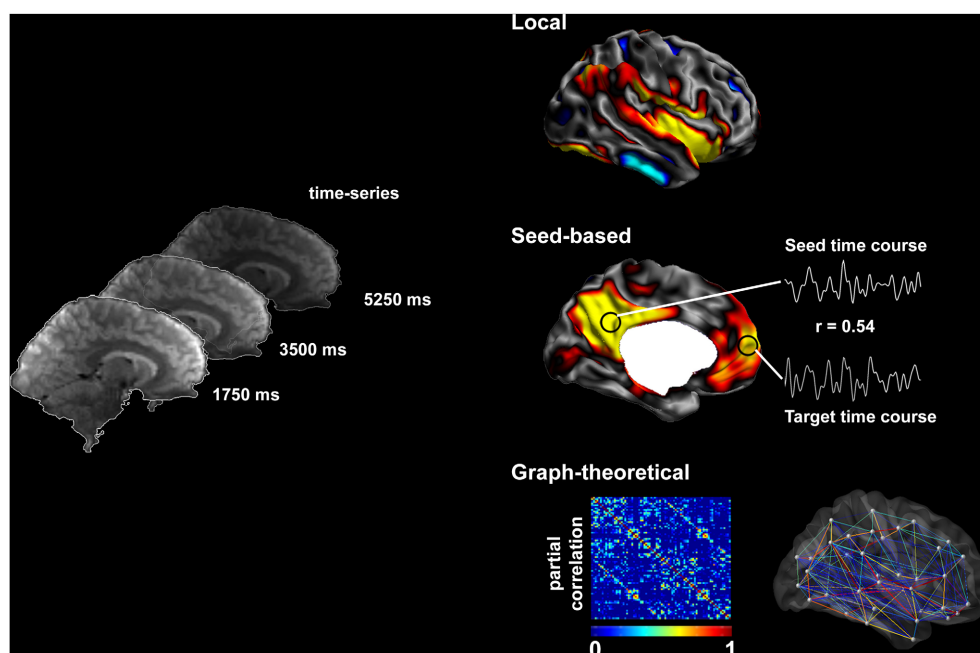 Local
time-series
5250 ms
3500 ms
1750 ms
Seed-based
Seed time course
r = 0.54
Target time course
Graph-theoretical
partial
correlation
0 1